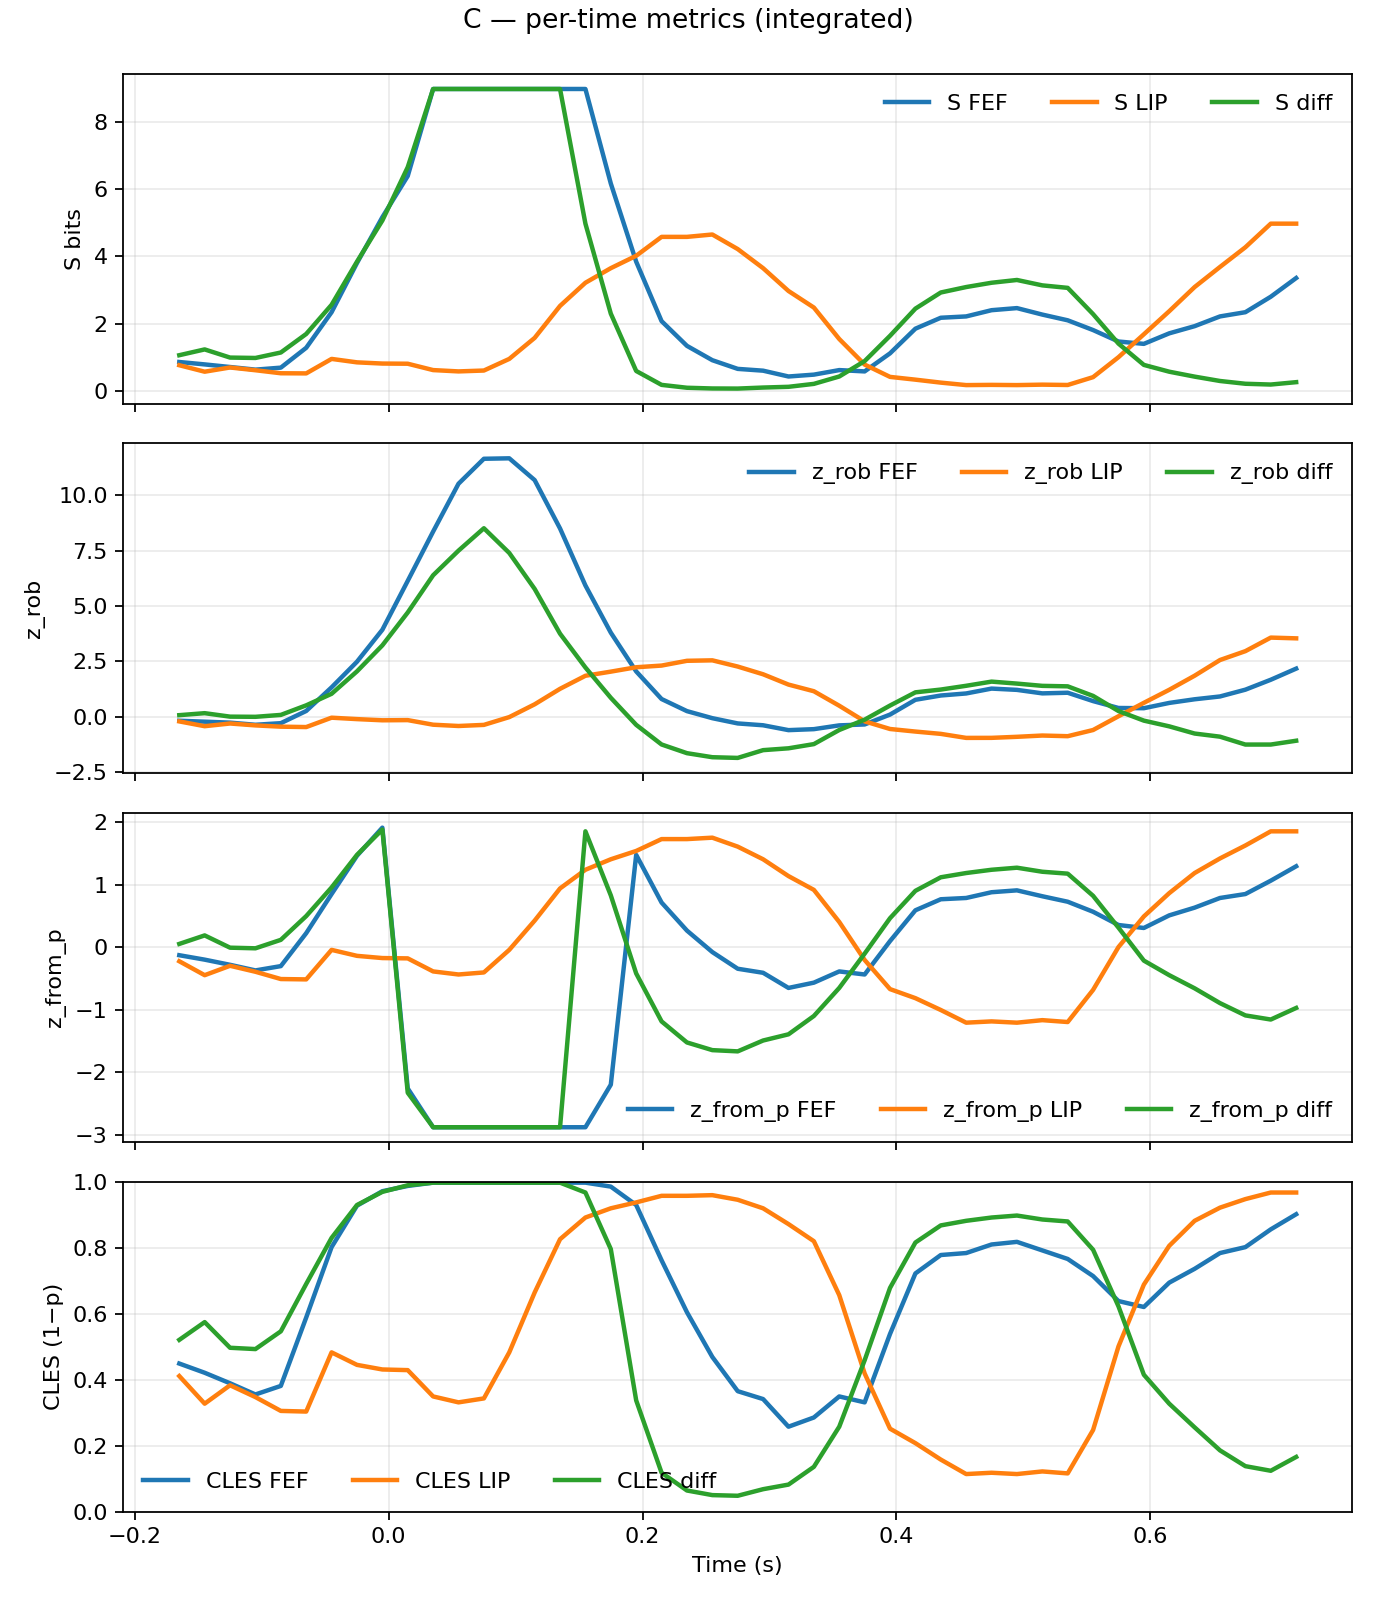 C — per-time metrics (integrated)
S FEF S LIP S diff
8
6
4
2
0
S bits
z_rob FEF z_rob LIP z_rob diff
10.0
7.5
5.0
2.5
0.0
−2.5
z_rob
2
1
0
−1
−2
−3
z_from_p
z_from_p FEF z_from_p LIP z_from_p diff
1.0
0.8
0.6
0.4
0.2
0.0
CLES (1−p)
CLES FEF CLES LIP CLES diff
−0.2 0.0 0.2 0.4 0.6
Time (s)